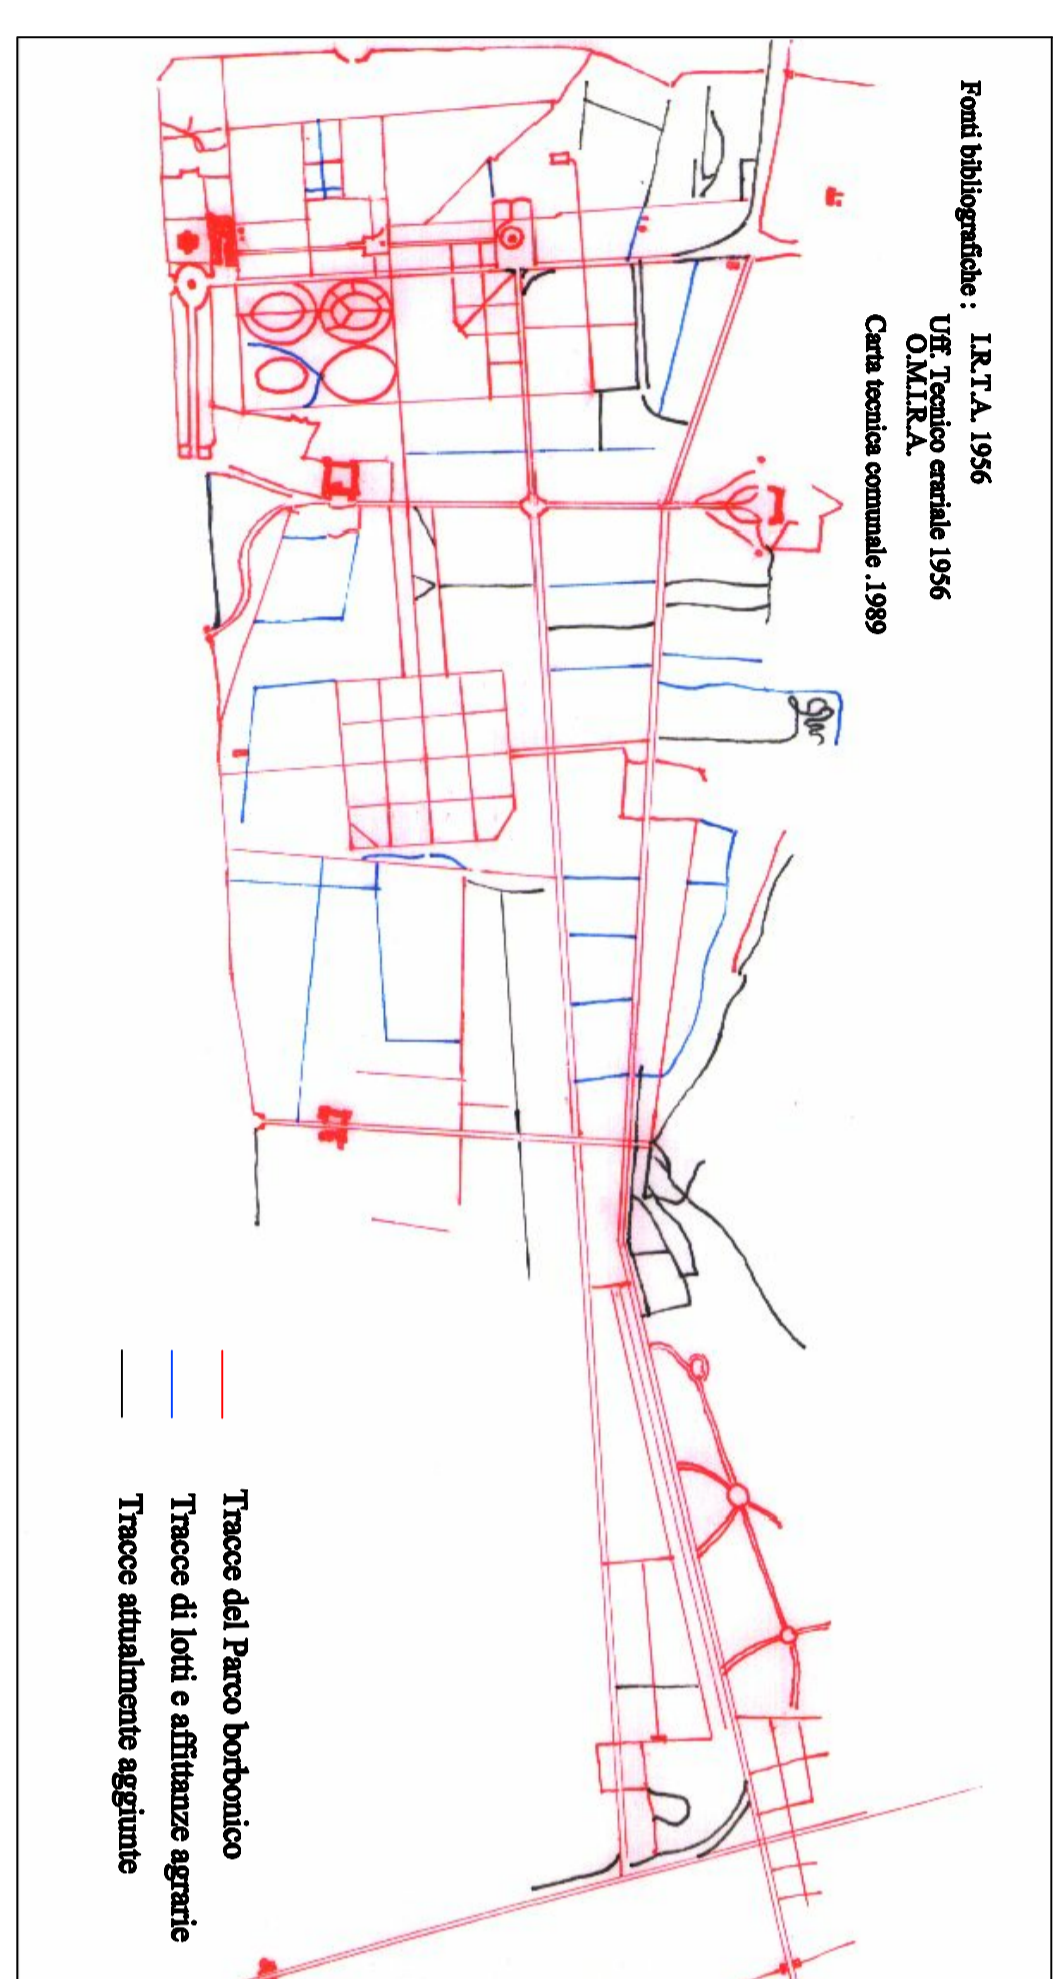 Fonti bibliografiche : I.R.T.A. 1956
Uff. Tecnico erariale 1956
O.M.I.R.A.
Carta tecnica comunale .1989
Tracce del Parco borbonico
Tracce di lotti e affittanze agrarie
Tracce attualmente aggiunte